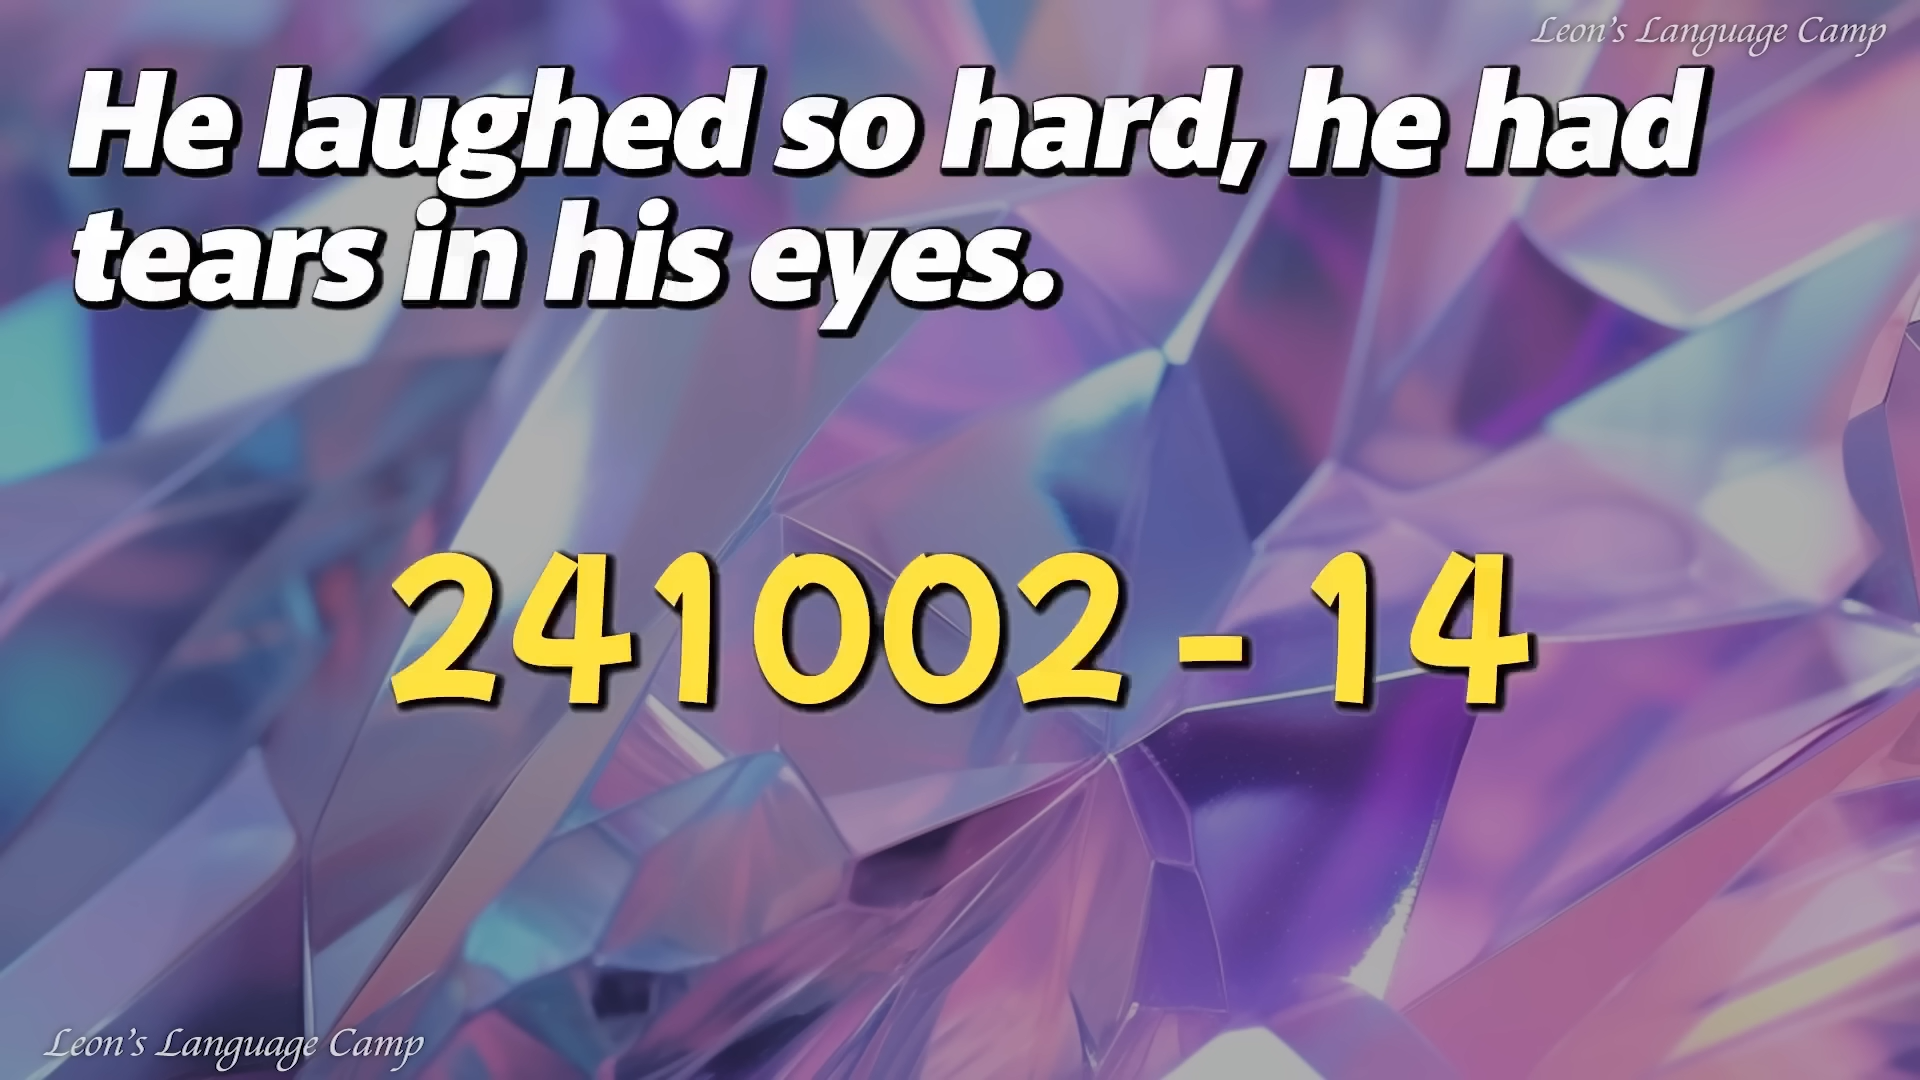 Leon's Language Camp
He laughed so hard, he had
tears in his eyes.
241002-14
Leon's Language Camp